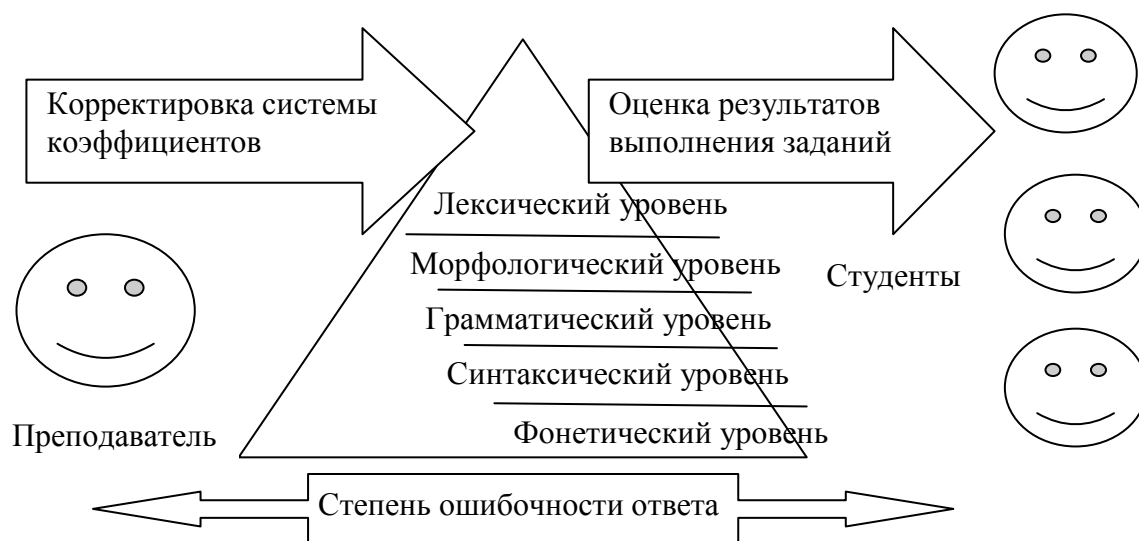 Корректировка системы
коэффициентов
Оценка результатов
выполнения заданий
Лексический уровень
Морфологический уровень
Грамматический уровень
Синтаксический уровень
Фонетический уровень
Студенты
Преподаватель
Степень ошибочности ответа